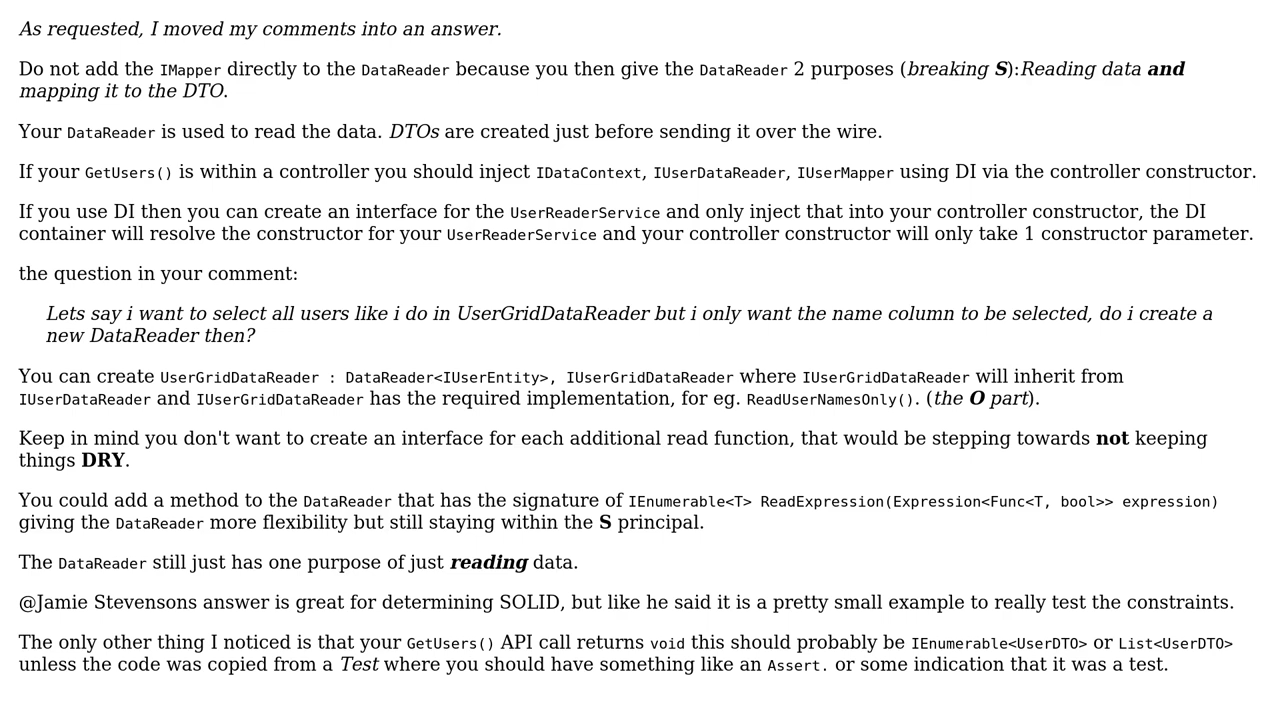 As requested, I moved my comments into an answer.
Do not add the IMapper directly to the DataReader because you then give the DataReader 2 purposes (breaking S):Reading data and
mapping it to the DTO.
Your DataReader is used to read the data. DTOs are created just before sending it over the wire.
If your GetUsers() is within a controller you should inject IDataContext, IUserDataReader, IUserMapper using DI via the controller constructor.
If you use DI then you can create an interface for the UserReaderService and only inject that into your controller constructor, the DI
container will resolve the constructor for your UserReaderService and your controller constructor will only take 1 constructor parameter.
the question in your comment:
Lets say i want to select all users like i do in UserGridDataReader but i only want the name column to be selected, do i create a
new DataReader then?
You can create UserGridDataReader : DataReader<IUserEntity>, IUserGridDataReader where IUserGridDataReader will inherit from
IUserDataReader and IUserGridDataReader has the required implementation, for eg. ReadUserNamesOnly(). (the O part).
Keep in mind you don't want to create an interface for each additional read function, that would be stepping towards not keeping
things DRY.
You could add a method to the DataReader that has the signature of IEnumerable<T> ReadExpression(Expression<Func<T, bool>> expression)
giving the DataReader more flexibility but still staying within the S principal.
The DataReader still just has one purpose of just reading data.
@Jamie Stevensons answer is great for determining SOLID, but like he said it is a pretty small example to really test the constraints.
The only other thing I noticed is that your GetUsers() API call returns void this should probably be IEnumerable<UserDTO> or List<UserDTO>
unless the code was copied from a Test where you should have something like an Assert. or some indication that it was a test.